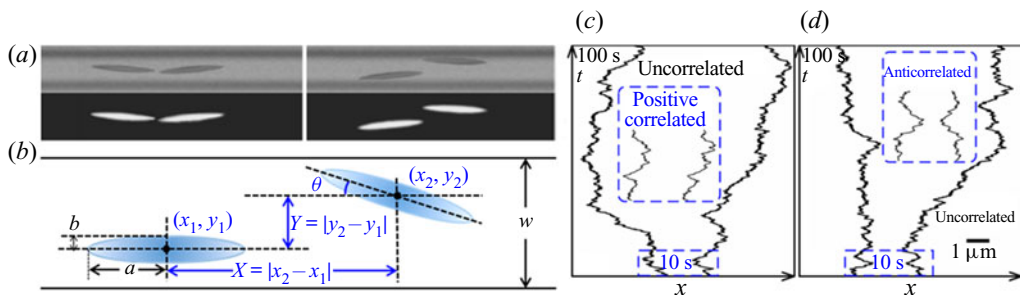 (a)
(b)
b
a
(x₁, y₁)
X = |x₂−x₁|
Y = |y₂−y₁|
θ
(x₂, y₂)
w
(c)
100 s
t
Uncorrelated
Positive
correlated
10 s
x
(d)
100 s
t
Anticorrelated
Uncorrelated
1 μm
10 s
x